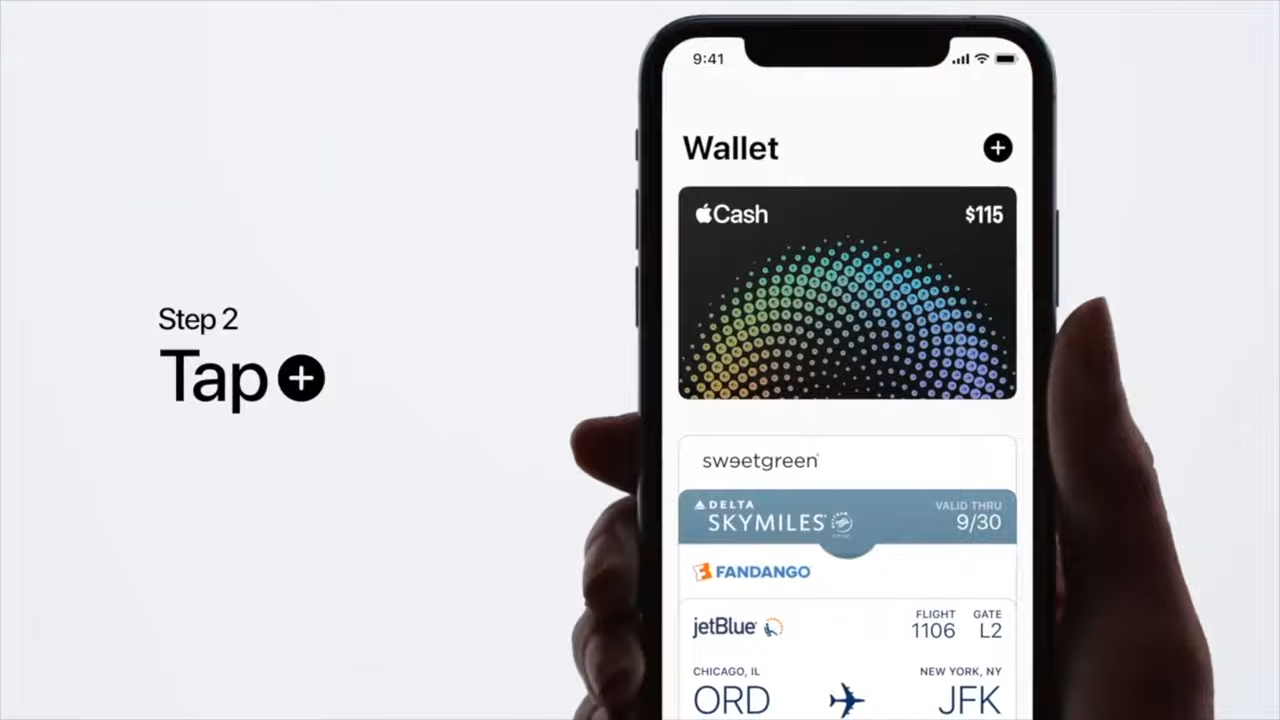 Step 2
Tap
9:41
Wallet
Cash $115
sweetgreen
DELTA
SKYMILES
VALID THRU
9/30
FANDANGO
jetBlue
FLIGHT GATE
1106 L2
CHICAGO, IL NEW YORK, NY
ORD JFK